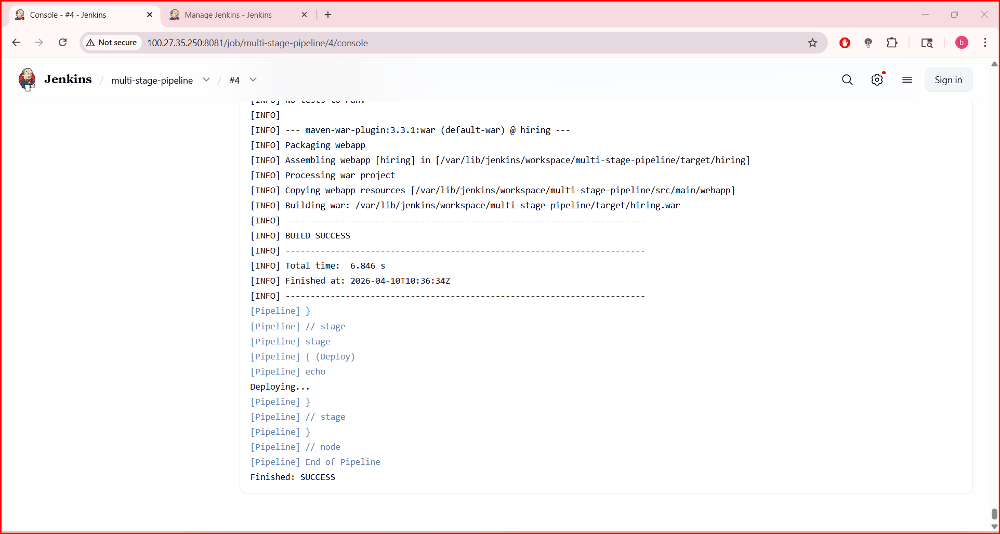 Console - #4 - Jenkins
Manage Jenkins - Jenkins
Not secure
100.27.35.250:8081/job/multi-stage-pipeline/4/console
b
Jenkins / multi-stage-pipeline / #4
Sign in
[INFO] No tests to run.
[INFO]
[INFO] --- maven-war-plugin:3.3.1:war (default-war) @ hiring ---
[INFO] Packaging webapp
[INFO] Assembling webapp [hiring] in [/var/lib/jenkins/workspace/multi-stage-pipeline/target/hiring]
[INFO] Processing war project
[INFO] Copying webapp resources [/var/lib/jenkins/workspace/multi-stage-pipeline/src/main/webapp]
[INFO] Building war: /var/lib/jenkins/workspace/multi-stage-pipeline/target/hiring.war
[INFO] ------------------------------------------------------------------------
[INFO] BUILD SUCCESS
[INFO] ------------------------------------------------------------------------
[INFO] Total time:  6.846 s
[INFO] Finished at: 2026-04-10T10:36:34Z
[INFO] ------------------------------------------------------------------------
[Pipeline] }
[Pipeline] // stage
[Pipeline] stage
[Pipeline] { (Deploy)
[Pipeline] echo
Deploying...
[Pipeline] }
[Pipeline] // stage
[Pipeline] }
[Pipeline] // node
[Pipeline] End of Pipeline
Finished: SUCCESS